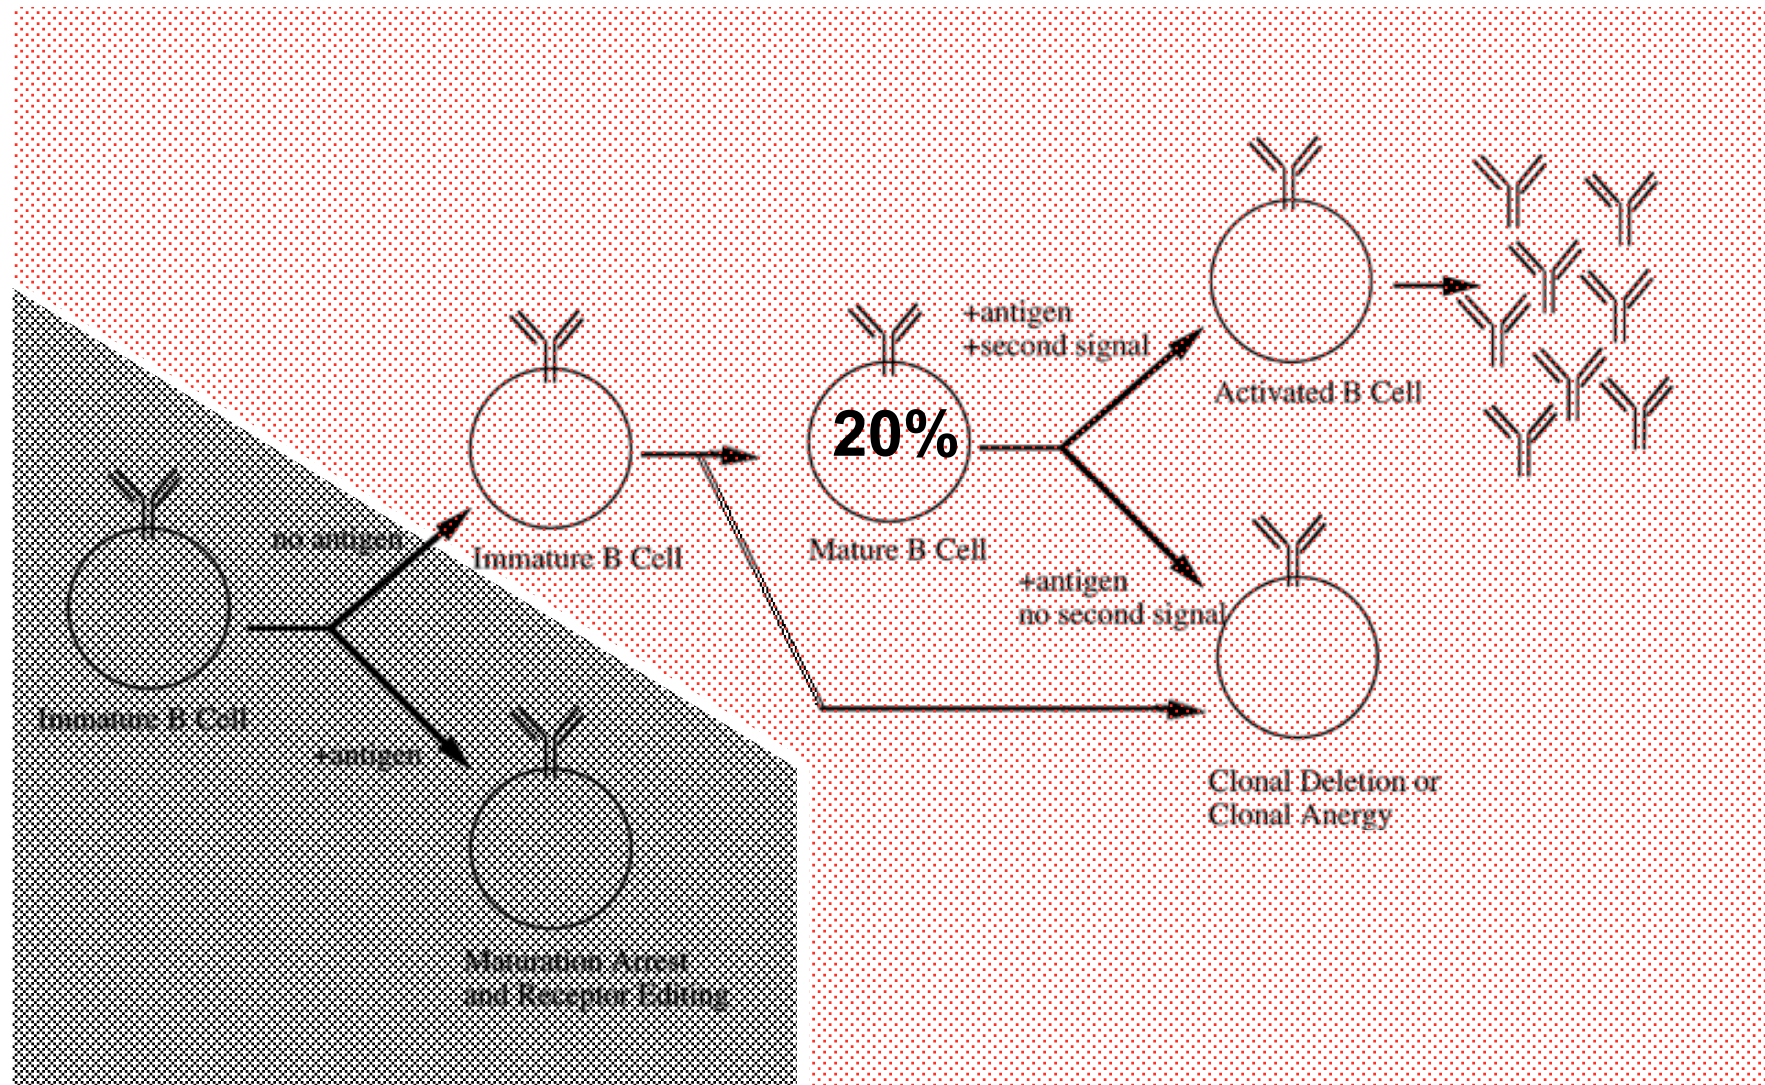 +antigen
+second signal
Activated B Cell
20%
no antigen
Immature B Cell
Mature B Cell
+antigen
no second signal
Immature B Cell
+antigen
Clonal Deletion or
Clonal Anergy
Maturation Arrest
and Receptor Editing